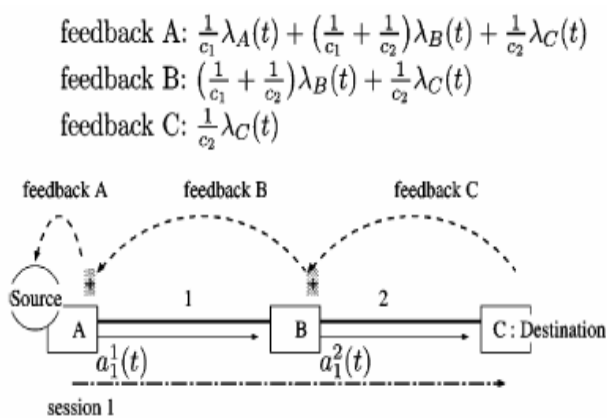 feedback A: $\frac{1}{c_1}\lambda_A(t) + \left(\frac{1}{c_1} + \frac{1}{c_2}\right)\lambda_B(t) + \frac{1}{c_2}\lambda_C(t)$
feedback B: $\left(\frac{1}{c_1} + \frac{1}{c_2}\right)\lambda_B(t) + \frac{1}{c_2}\lambda_C(t)$
feedback C: $\frac{1}{c_2}\lambda_C(t)$
feedback A feedback B feedback C
* *
Source 1 2
A B C : Destination
$a_1^1(t)$ $a_1^2(t)$
session 1